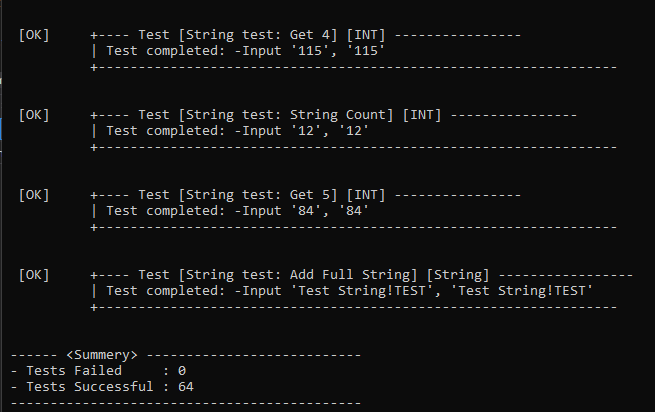 [OK] +---- Test [String test: Get 4] [INT] ----------------
| Test completed: -Input '115', '115'
+-----------------------------------------------------------------
[OK] +---- Test [String test: String Count] [INT] ----------------
| Test completed: -Input '12', '12'
+-----------------------------------------------------------------
[OK] +---- Test [String test: Get 5] [INT] ----------------
| Test completed: -Input '84', '84'
+-----------------------------------------------------------------
[OK] +---- Test [String test: Add Full String] [String] -----------------
| Test completed: -Input 'Test String!TEST', 'Test String!TEST'
+-----------------------------------------------------------------
------ <Summery> ---------------------------
- Tests Failed : 0
- Tests Successful : 64
--------------------------------------------